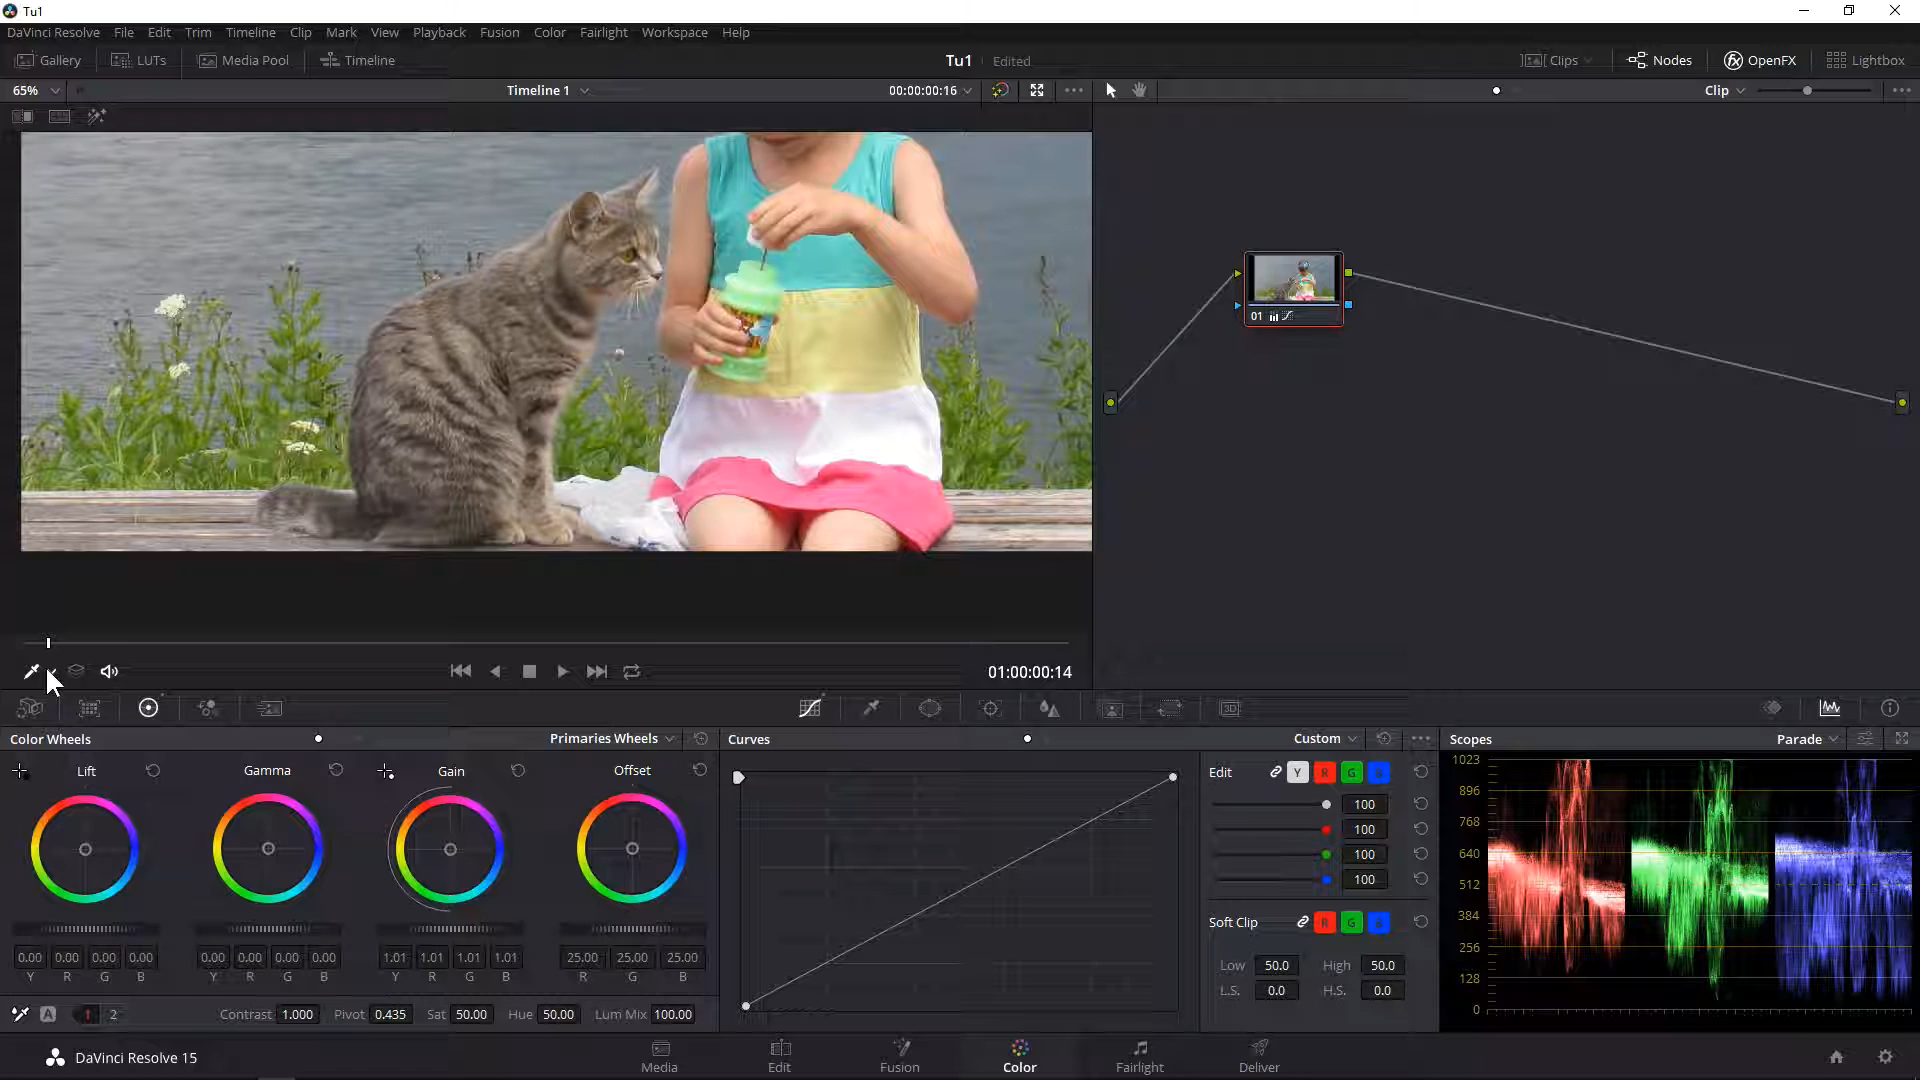 Tu1
DaVinci Resolve File Edit Trim Timeline Clip Mark View Playback Fusion Color Fairlight Workspace Help
Gallery LUTs Media Pool Timeline Tu1 Edited Clips Nodes OpenFX Lightbox
65% Timeline 1 00:00:00:16 Clip
01
01:00:00:14
Color Wheels Primaries Wheels Curves Custom Scopes Parade
Lift Gamma Gain Offset Edit Y R G B
100
100
100
100
Soft Clip R G B
0.00 0.00 0.00 0.00 0.00 0.00 0.00 0.00 1.01 1.01 1.01 1.01 25.00 25.00 25.00
Y R G B Y R G B Y R G B R G B
Low 50.0 High 50.0
L.S. 0.0 H.S. 0.0
A 1 2 Contrast 1.000 Pivot 0.435 Sat 50.00 Hue 50.00 Lum Mix 100.00
1023
896
768
640
512
384
256
128
0
DaVinci Resolve 15 Media Edit Fusion Color Fairlight Deliver
3D